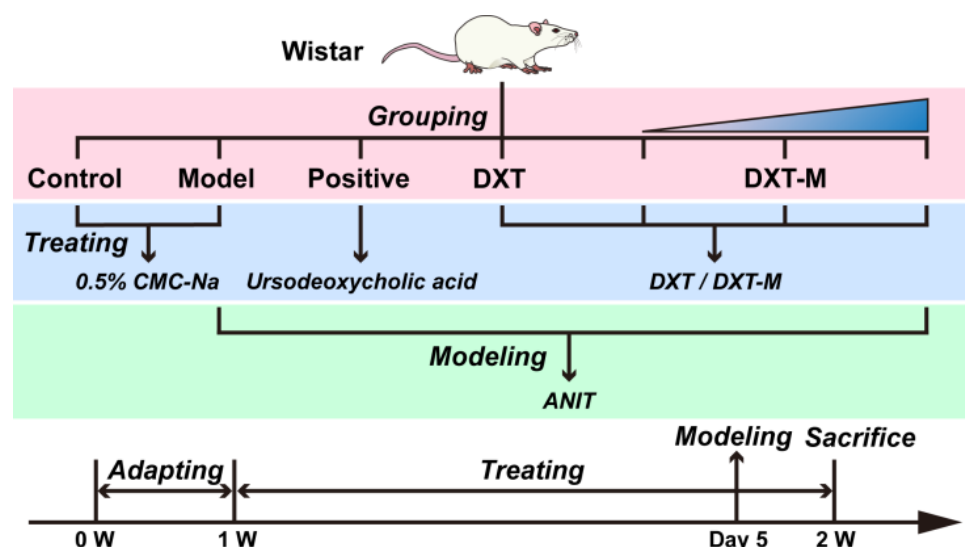 Wistar
Grouping
Control Model Positive DXT DXT-M
Treating
0.5% CMC-Na Ursodeoxycholic acid DXT / DXT-M
Modeling
ANIT
Modeling Sacrifice
Adapting Treating
0 W 1 W Day 5 2 W